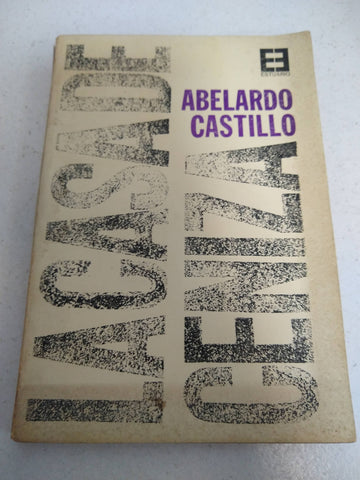 ESTUARIO
ABELARDO
CASTILLO
LA CASA DE
CENIZA